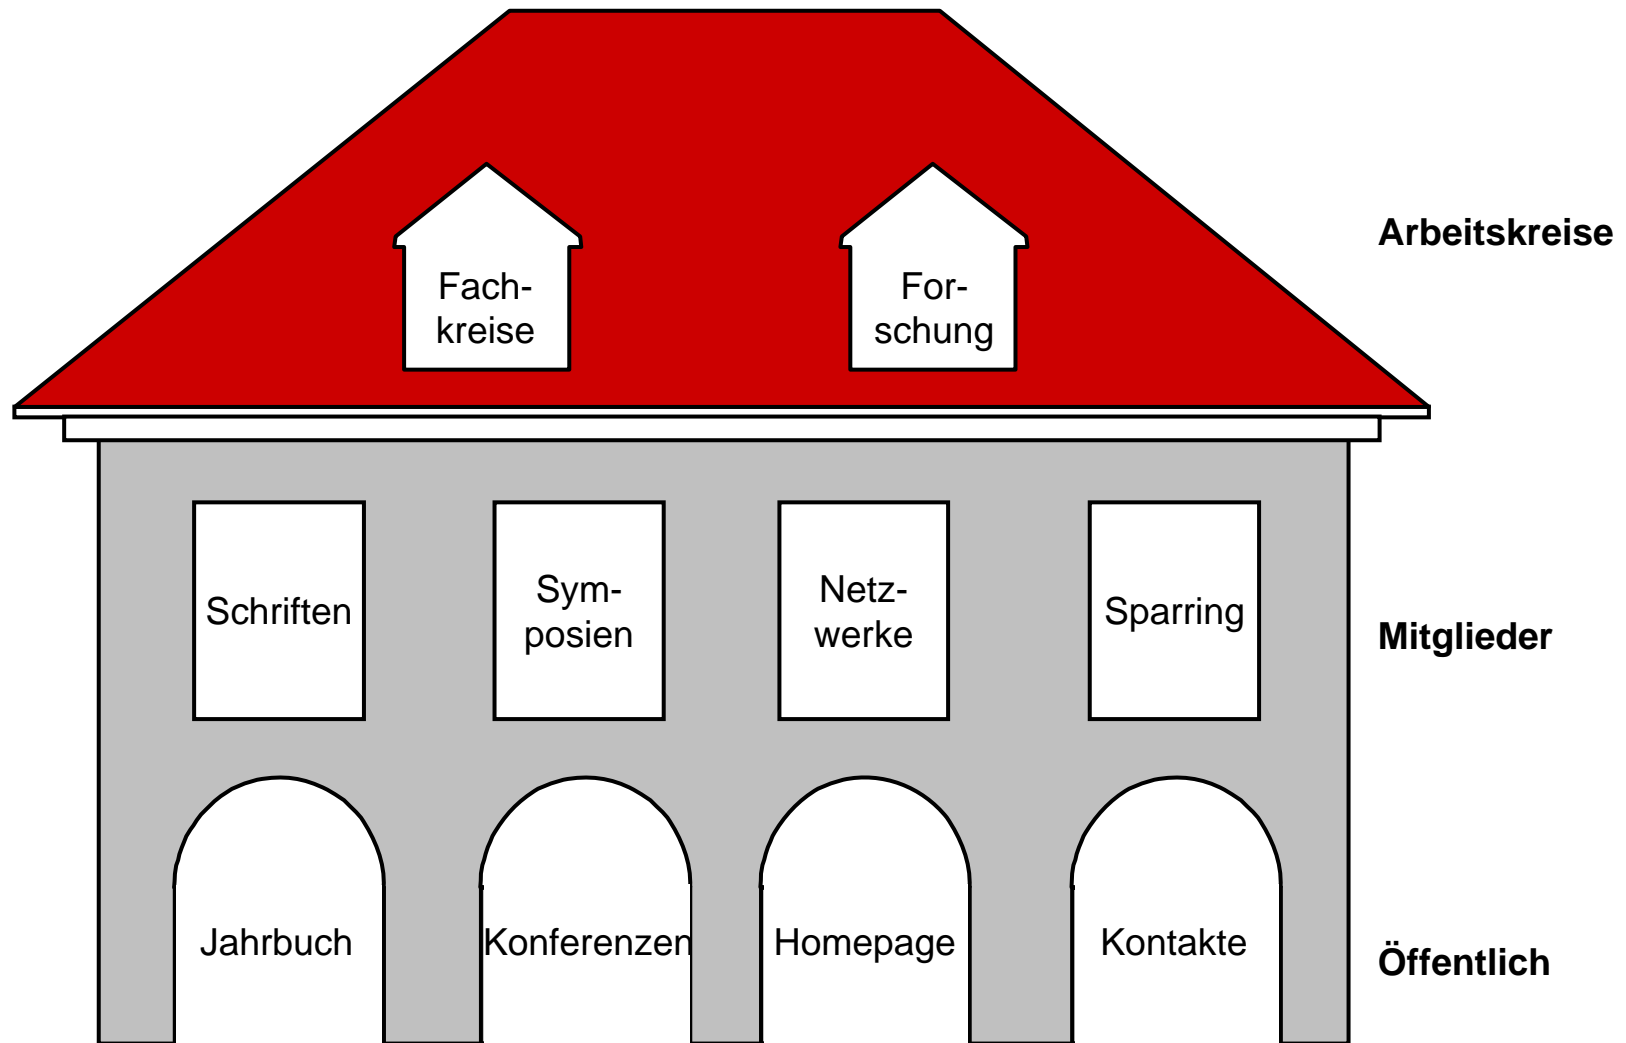 Arbeitskreise
Fach-
kreise
For-
schung
Schriften
Sym-
posien
Netz-
werke
Sparring
Mitglieder
Jahrbuch
Konferenzen
Homepage
Kontakte
Öffentlich